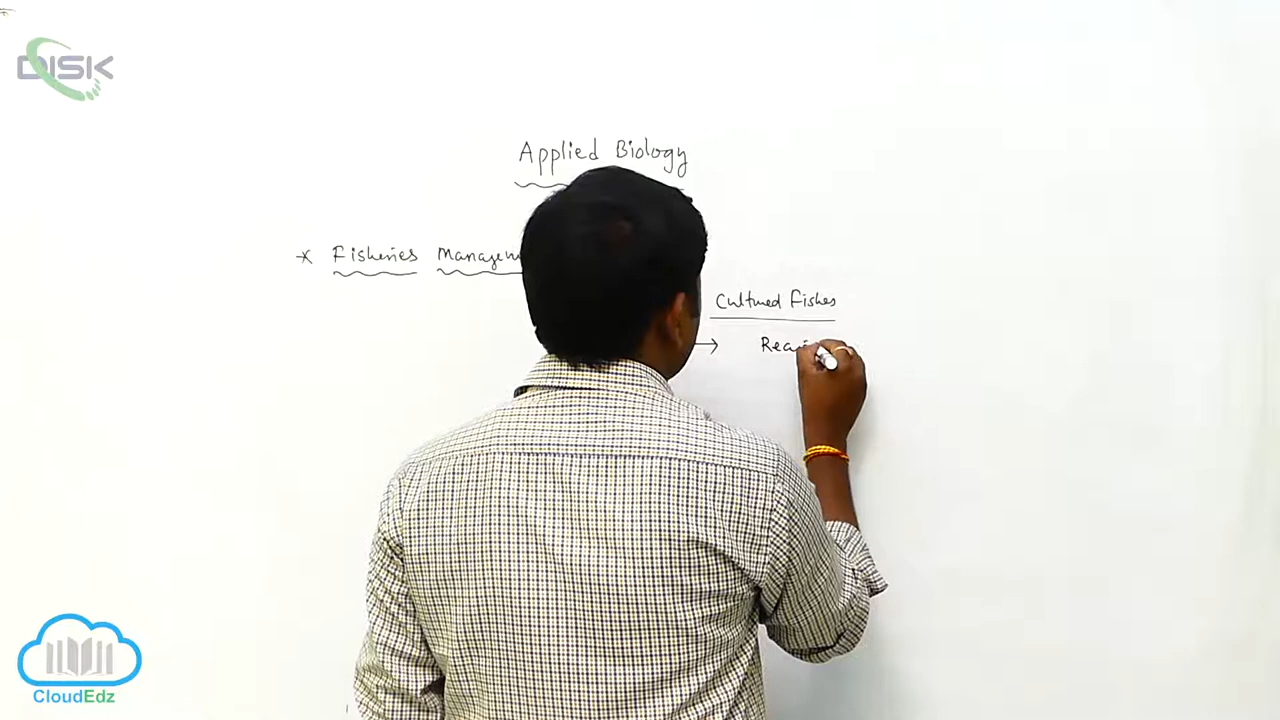 DISK
Applied Biology
* Fisheries
Cultured Fishes
→
CloudEdz